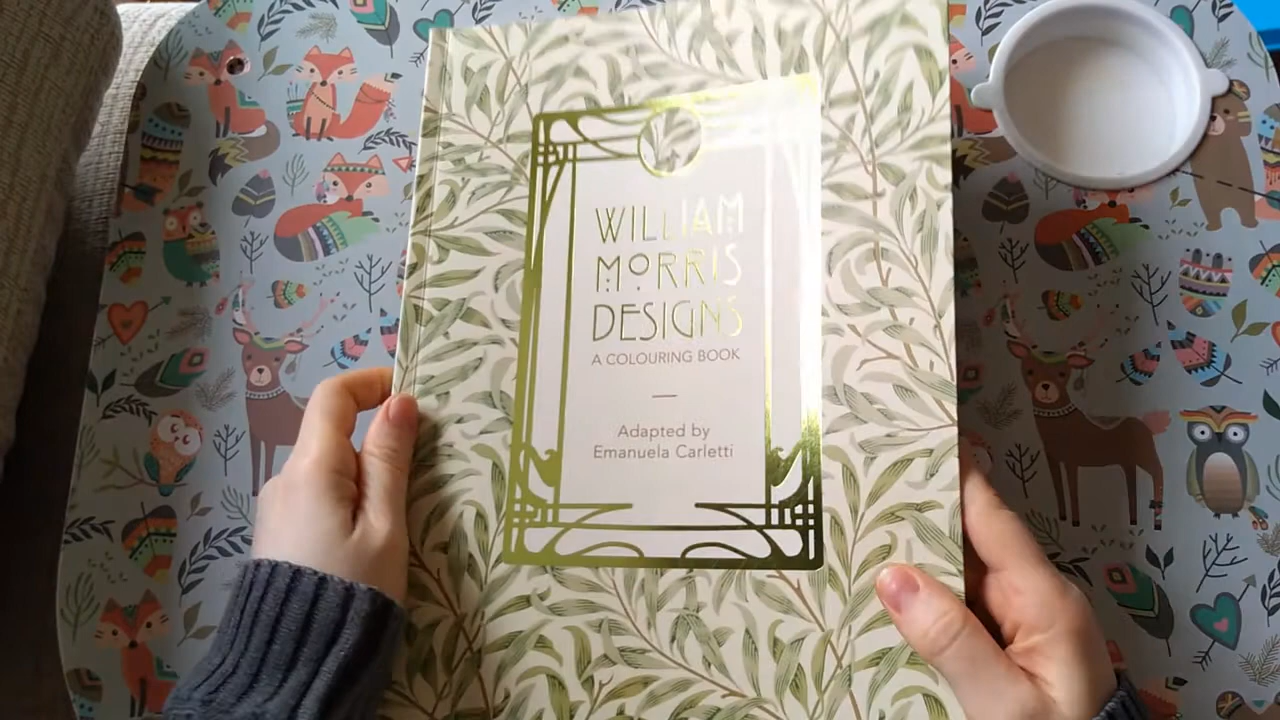 WILLIAM
MORRIS
DESIGNS
A COLOURING BOOK
Adapted by
Emanuela Carletti